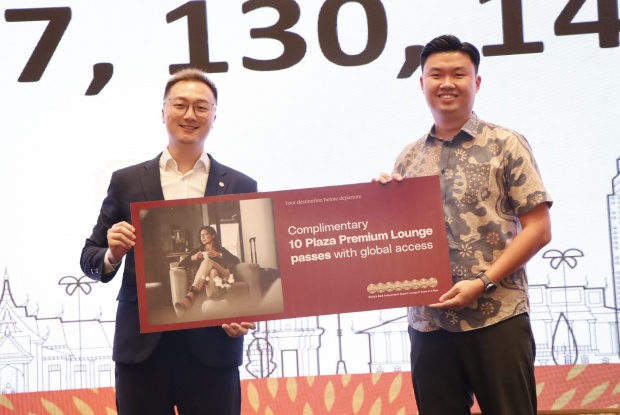 7, 130, 14
Your destination before departure
Complimentary
10 Plaza Premium Lounge
passes with global access